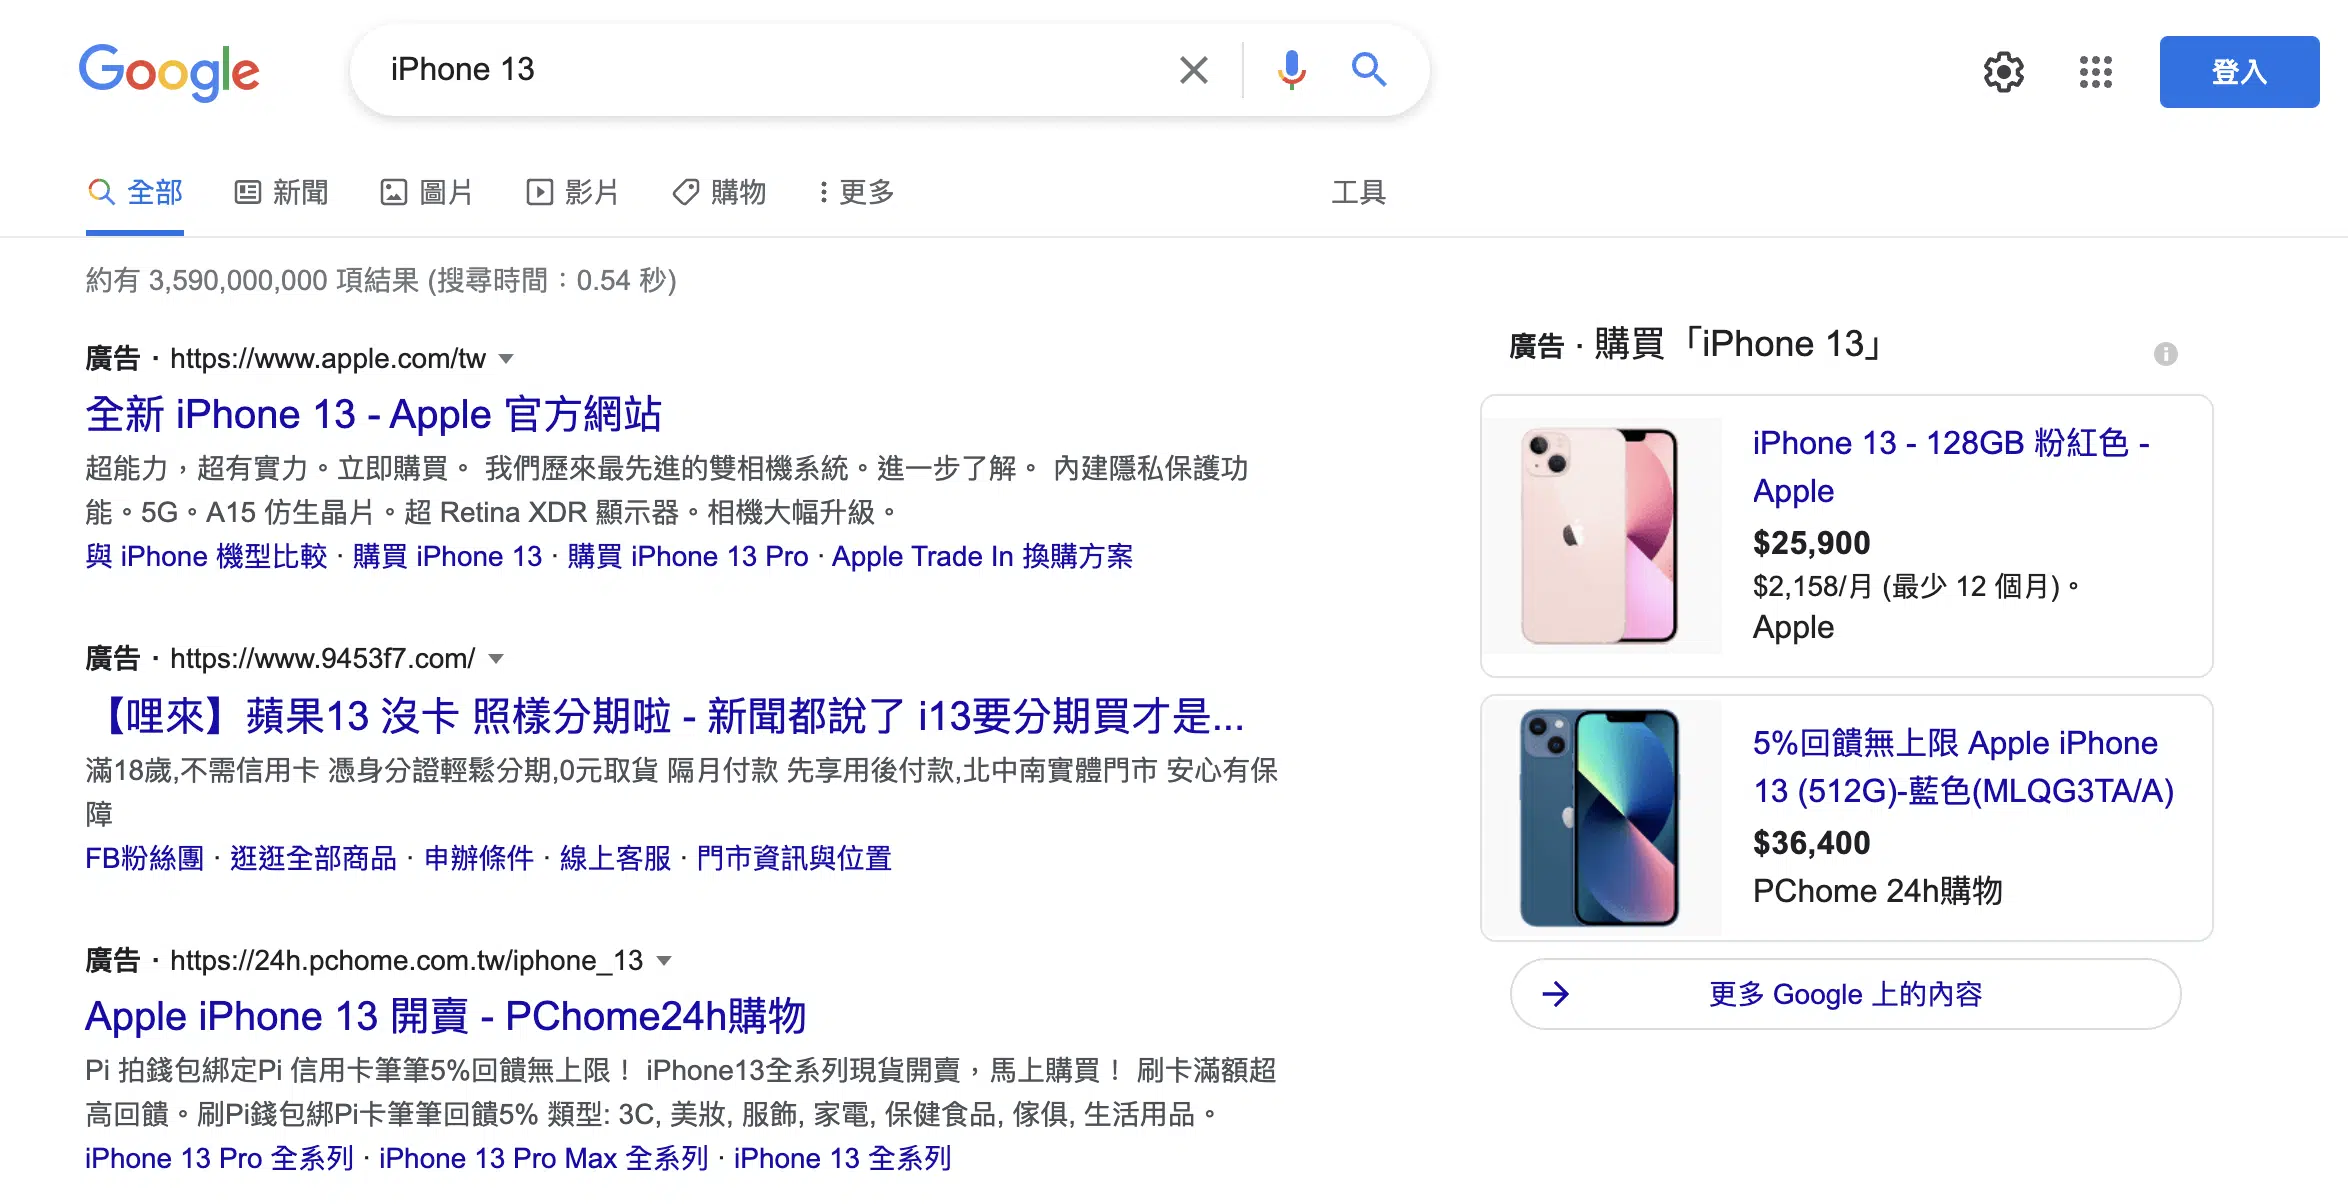 Google
iPhone 13
登入
全部
新聞
圖片
影片
購物
更多
工具
約有 3,590,000,000 項結果 (搜尋時間：0.54 秒)
廣告 · https://www.apple.com/tw
全新 iPhone 13 - Apple 官方網站
超能力，超有實力。立即購買。 我們歷來最先進的雙相機系統。進一步了解。 內建隱私保護功
能。5G。A15 仿生晶片。超 Retina XDR 顯示器。相機大幅升級。
與 iPhone 機型比較 · 購買 iPhone 13 · 購買 iPhone 13 Pro · Apple Trade In 換購方案
廣告 · https://www.9453f7.com/
【哩來】蘋果13 沒卡 照樣分期啦 - 新聞都說了 i13要分期買才是...
滿18歲,不需信用卡 憑身分證輕鬆分期,0元取貨 隔月付款 先享用後付款,北中南實體門市 安心有保
障
FB粉絲團 · 逛逛全部商品 · 申辦條件 · 線上客服 · 門市資訊與位置
廣告 · https://24h.pchome.com.tw/iphone_13
Apple iPhone 13 開賣 - PChome24h購物
Pi 拍錢包綁定Pi 信用卡筆筆5%回饋無上限！ iPhone13全系列現貨開賣，馬上購買！ 刷卡滿額超
高回饋。刷Pi錢包綁Pi卡筆筆回饋5% 類型: 3C, 美妝, 服飾, 家電, 保健食品, 傢俱, 生活用品。
iPhone 13 Pro 全系列 · iPhone 13 Pro Max 全系列 · iPhone 13 全系列
廣告 · 購買「iPhone 13」
iPhone 13 - 128GB 粉紅色 -
Apple
$25,900
$2,158/月 (最少 12 個月)。
Apple
5%回饋無上限 Apple iPhone
13 (512G)-藍色(MLQG3TA/A)
$36,400
PChome 24h購物
更多 Google 上的內容